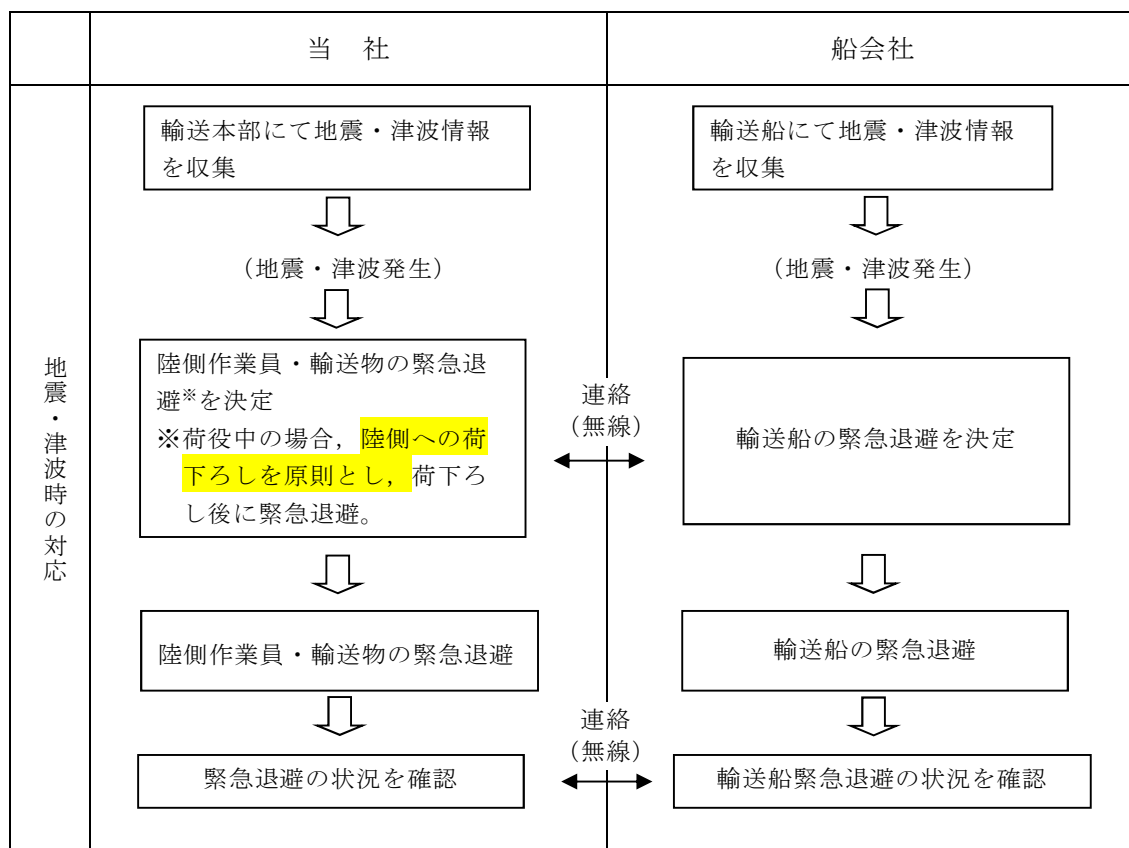 当 社
船会社
地震・津波時の対応
輸送本部にて地震・津波情報
を収集
（地震・津波発生）
陸側作業員・輸送物の緊急退
避※を決定
※荷役中の場合，陸側への荷
下ろしを原則とし，荷下ろ
し後に緊急退避。
陸側作業員・輸送物の緊急退避
緊急退避の状況を確認
連絡
（無線）
連絡
（無線）
輸送船にて地震・津波情報
を収集
（地震・津波発生）
輸送船の緊急退避を決定
輸送船の緊急退避
輸送船緊急退避の状況を確認